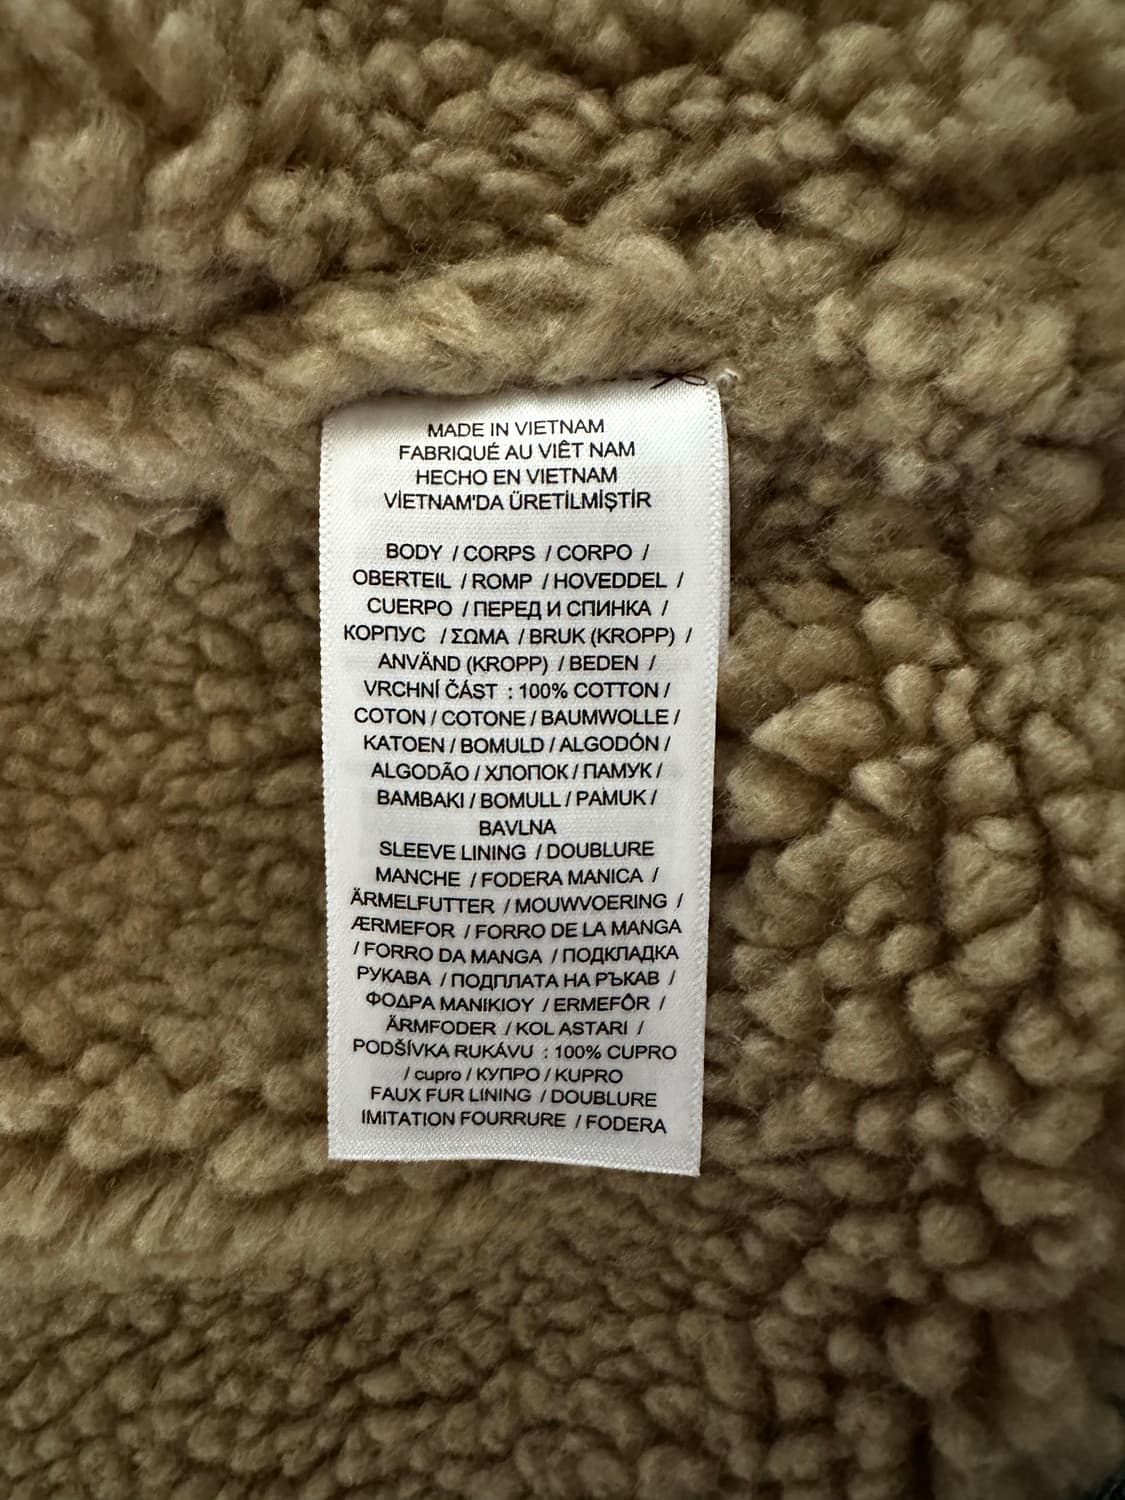 MADE IN VIETNAM
FABRIQUÉ AU VIÊT NAM
HECHO EN VIETNAM
VİETNAM'DA ÜRETİLMİŞTİR
BODY / CORPS / CORPO /
OBERTEIL / ROMP / HOVEDDEL /
CUERPO / ПЕРЕД И СПИНКА /
КОРПУС / ΣΩΜΑ / BRUK (KROPP) /
ANVÄND (KROPP) / BEDEN /
VRCHNÍ ČÁST : 100% COTTON /
COTON / COTONE / BAUMWOLLE /
KATOEN / BOMULD / ALGODÓN /
ALGODÃO / ХЛОПОК / ПАМУК /
BAMBAKI / BOMULL / PAMUK /
BAVLNA
SLEEVE LINING / DOUBLURE
MANCHE / FODERA MANICA /
ÄRMELFUTTER / MOUWVOERING /
ÆRMEFOR / FORRO DE LA MANGA
/ FORRO DA MANGA / ПОДКЛАДКА
РУКАВА / ПОДПЛАТА НА РЪКАВ /
ΦΟΔΡΑ ΜΑΝΙΚΙΟΥ / ERMEFÔR /
ÄRMFODER / KOL ASTARI /
PODŠÍVKA RUKÁVU : 100% CUPRO
/ cupro / КУПРО / KUPRO
FAUX FUR LINING / DOUBLURE
IMITATION FOURRURE / FODERA